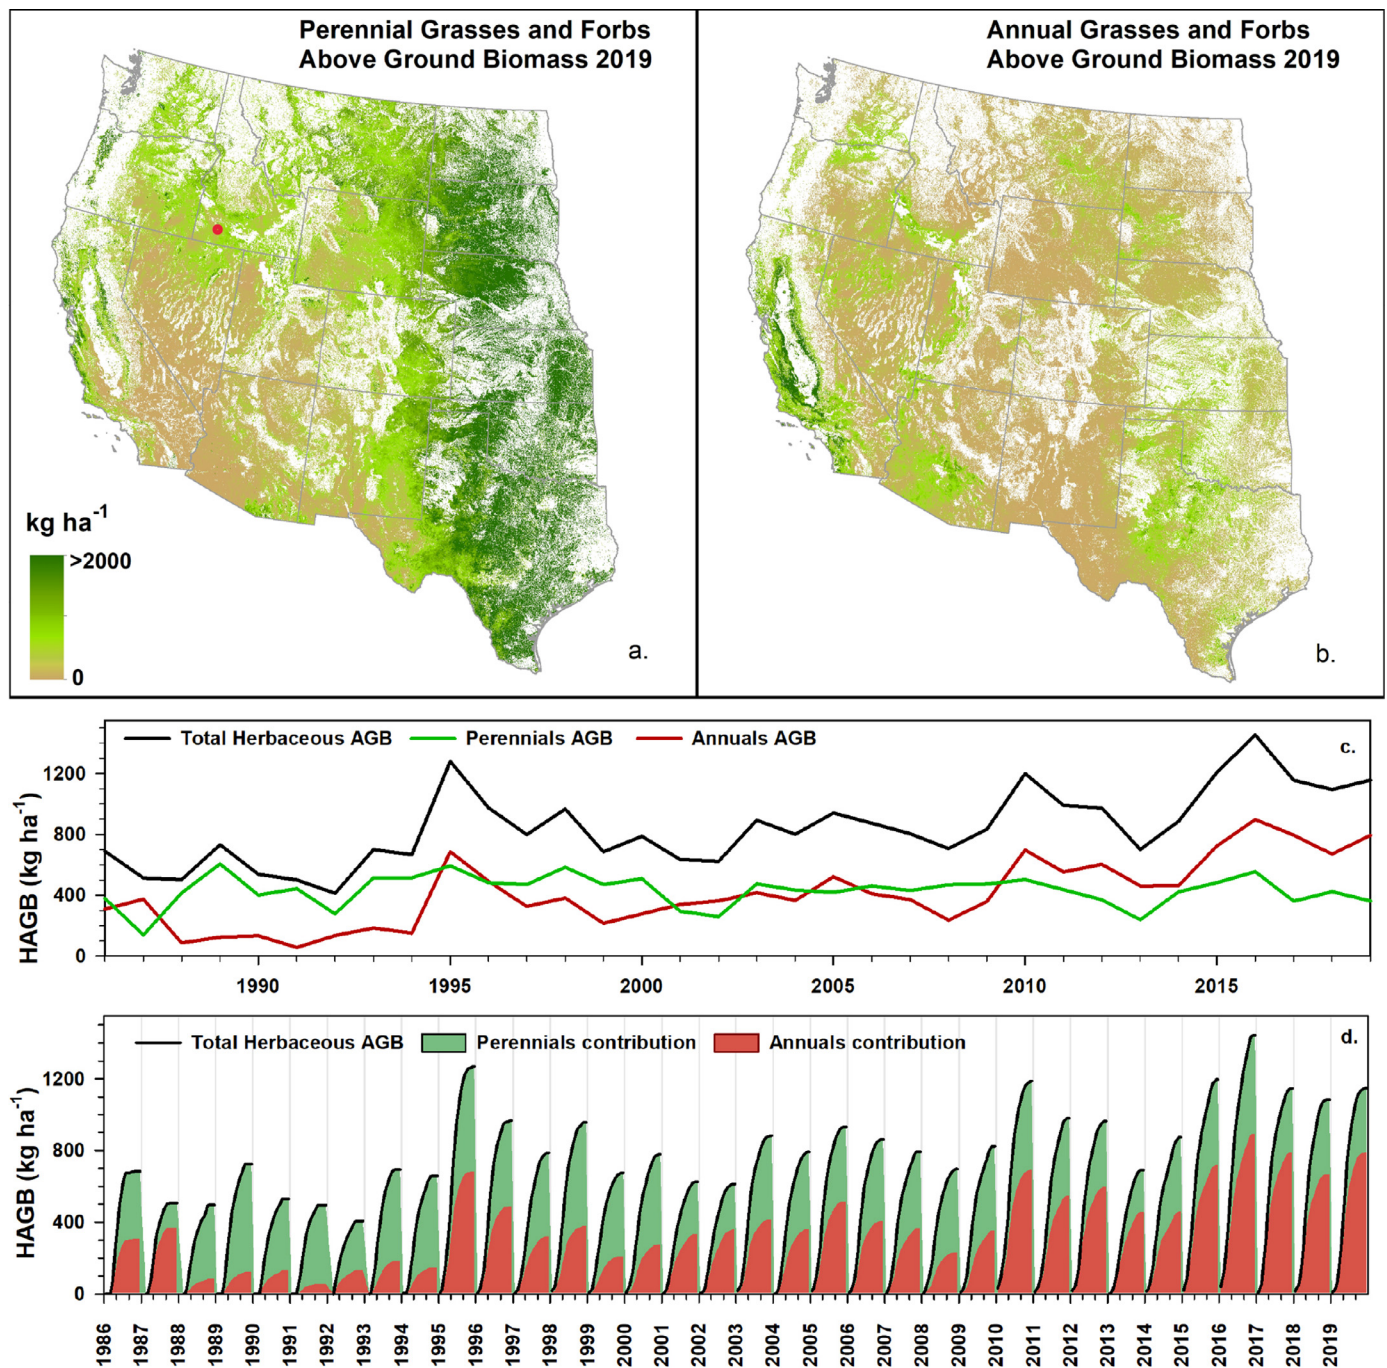 Perennial Grasses and Forbs
Above Ground Biomass 2019
Annual Grasses and Forbs
Above Ground Biomass 2019
kg ha-1
>2000
0
a.
b.
Total Herbaceous AGB
Perennials AGB
Annuals AGB
c.
HAGB (kg ha-1)
1200
800
400
0
1990
1995
2000
2005
2010
2015
Total Herbaceous AGB
Perennials contribution
Annuals contribution
d.
HAGB (kg ha-1)
1200
800
400
0
1986
1987
1988
1989
1990
1991
1992
1993
1994
1995
1996
1997
1998
1999
2000
2001
2002
2003
2004
2005
2006
2007
2008
2009
2010
2011
2012
2013
2014
2015
2016
2017
2018
2019